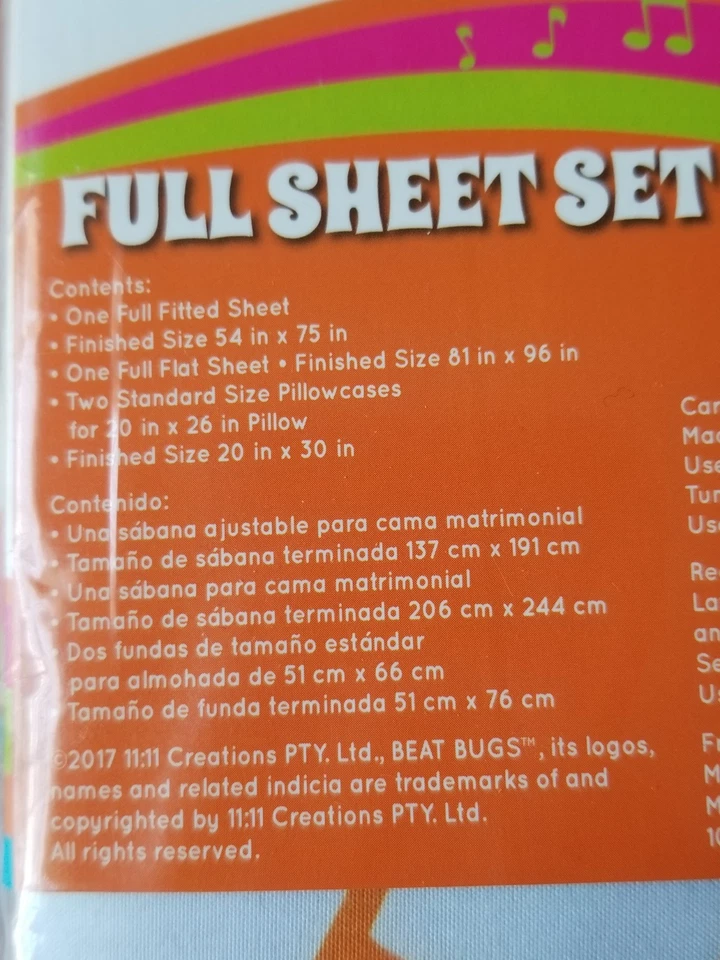 FULL SHEET SET
Contents:
• One Full Fitted Sheet
• Finished Size 54 in x 75 in
• One Full Flat Sheet • Finished Size 81 in x 96 in
• Two Standard Size Pillowcases
for 20 in x 26 in Pillow
• Finished Size 20 in x 30 in
Contenido:
• Una sábana ajustable para cama matrimonial
• Tamaño de sábana terminada 137 cm x 191 cm
• Una sábana para cama matrimonial
• Tamaño de sábana terminada 206 cm x 244 cm
• Dos fundas de tamaño estándar
para almohada de 51 cm x 66 cm
Tamaño de funda terminada 51 cm x 76 cm
©2017 11:11 Creations PTY. Ltd., BEAT BUGS™, its logos,
names and related indicia are trademarks of and
copyrighted by 11:11 Creations PTY. Ltd.
All rights reserved.